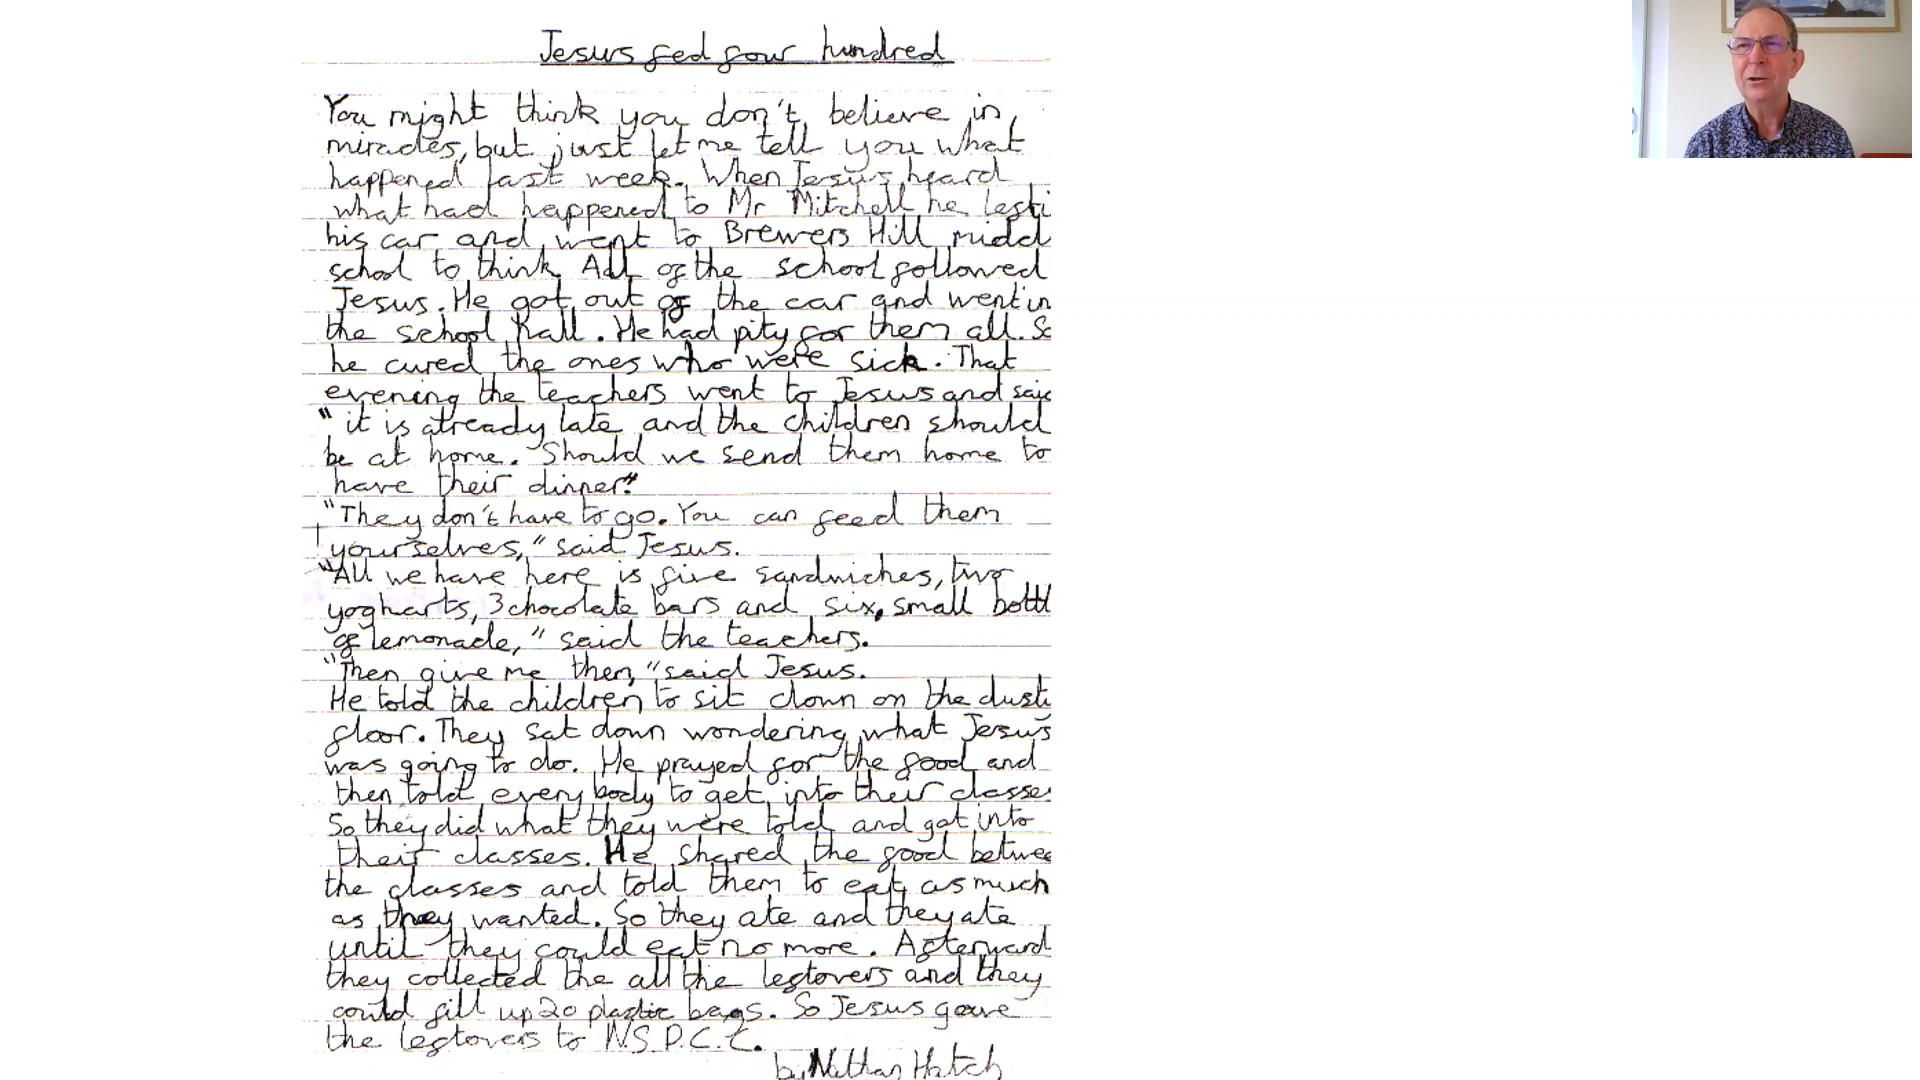 Jesus fed four hundred
You might think you don't believe in
miracles, but just let me tell you what
happened last week. When Jesus heard
what had happened to Mr Mitchell he left i
his car and went to Brewers Hill midd
school to think. All of the school followed
Jesus. He got out of the car and went in
the school hall. He had pity for them all. So
he cured the ones who were sick. That
evening the teachers went to Jesus and said
"it is already late and the children should
be at home. Should we send them home to
have their dinner?"
"They don't have to go. You can feed them
yourselves," said Jesus.
"All we have here is five sandwiches, two
yogharts, 3 chocolate bars and six, small bottl
of lemonade," said the teachers.
"Then give me then," said Jesus.
He told the children to sit down on the dust
floor. They sat down wondering what Jesus
was going to do. He prayed for the food and
then told everybody to get into their classes
So they did what they were told and got into
their classes. He shared the food betwee
the classes and told them to eat as much
as they wanted. So they ate and they ate
until they could eat no more. Afterward
they collected the all the leftovers and they
could fill up 20 plastic bags. So Jesus gave
the leftovers to N.S.P.C.C.
by Nathan Hatch